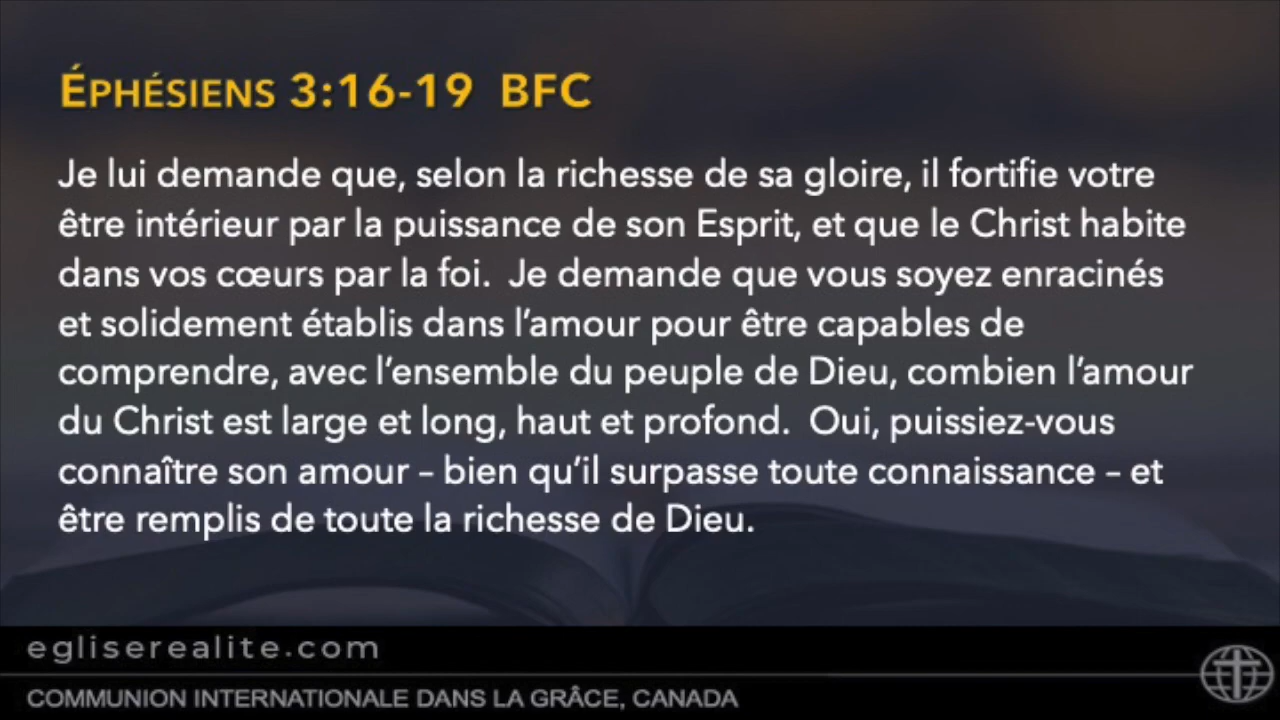 ÉPHÉSIENS 3:16-19 BFC
Je lui demande que, selon la richesse de sa gloire, il fortifie votre
être intérieur par la puissance de son Esprit, et que le Christ habite
dans vos cœurs par la foi. Je demande que vous soyez enracinés
et solidement établis dans l’amour pour être capables de
comprendre, avec l’ensemble du peuple de Dieu, combien l’amour
du Christ est large et long, haut et profond. Oui, puissiez-vous
connaître son amour – bien qu’il surpasse toute connaissance – et
être remplis de toute la richesse de Dieu.
egliserealite.com
COMMUNION INTERNATIONALE DANS LA GRÂCE, CANADA